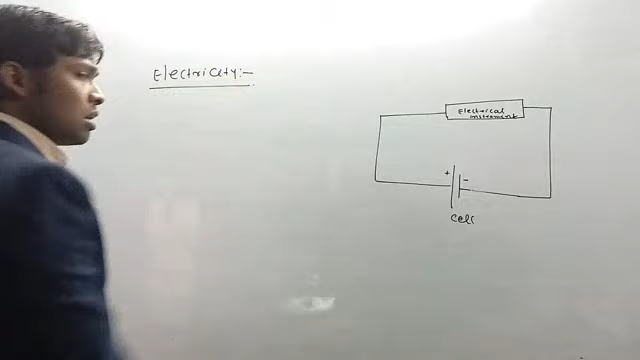 Electricity:-
Electrical
instrument
+
-
cell